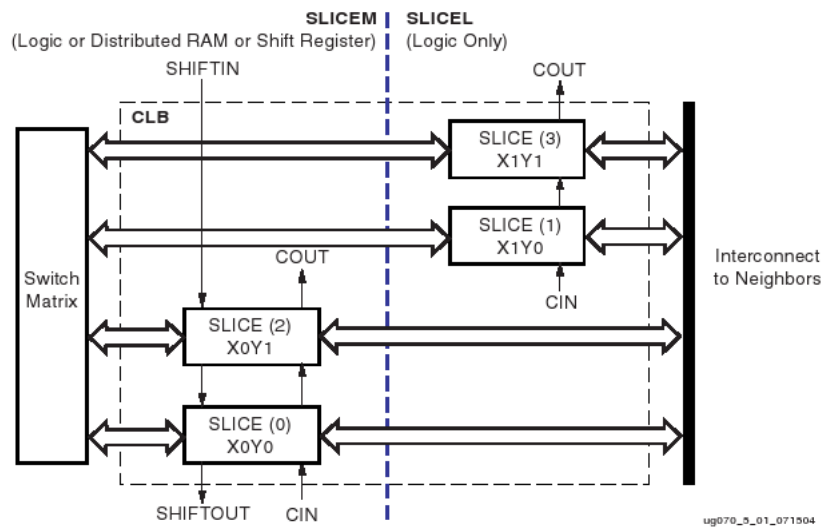 SLICEM
(Logic or Distributed RAM or Shift Register)
SLICEL
(Logic Only)
SHIFTIN
COUT
CLB
SLICE (3)
X1Y1
SLICE (1)
X1Y0
COUT
CIN
Switch
Matrix
Interconnect
to Neighbors
SLICE (2)
X0Y1
SLICE (0)
X0Y0
SHIFTOUT
CIN
ug070_5_01_071504